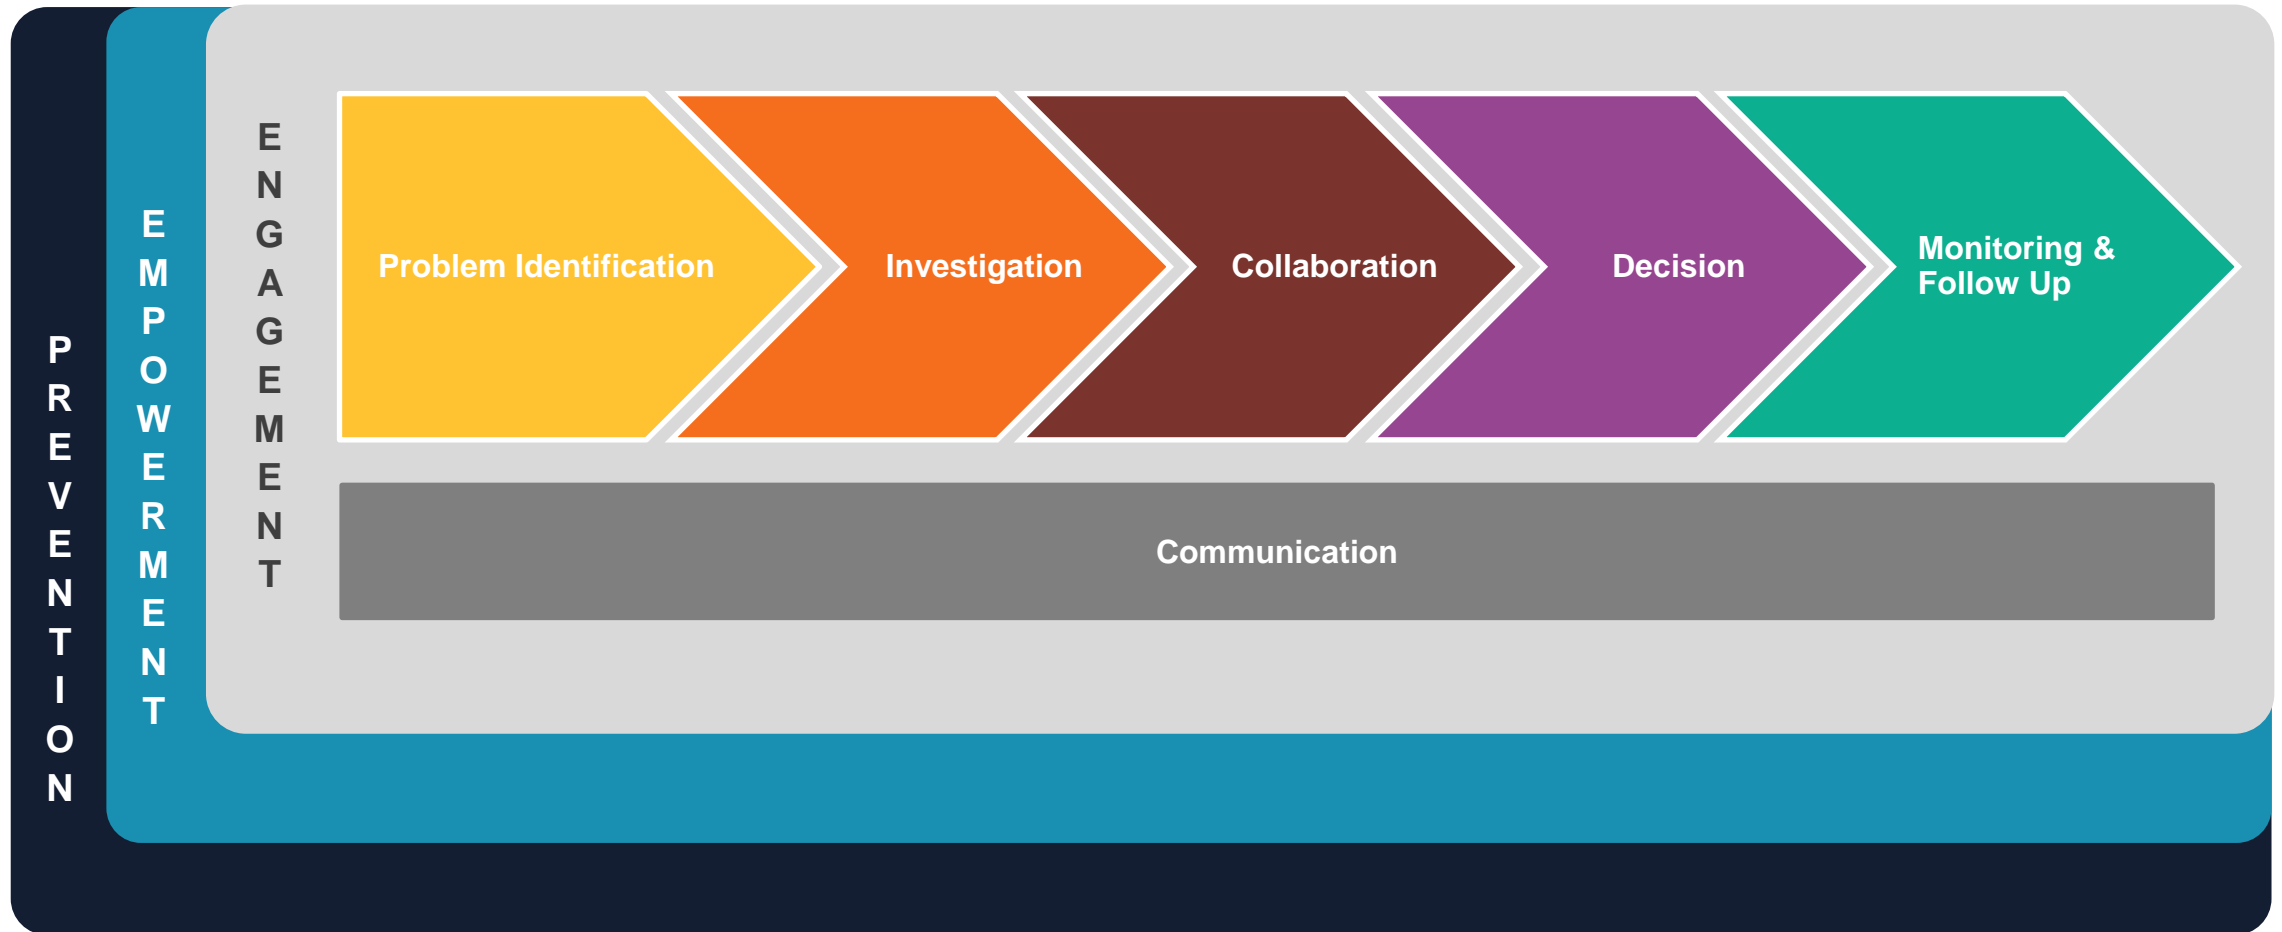 PREVENTION
EMPOWERMENT
ENGAGEMENT
Problem Identification
Investigation
Collaboration
Decision
Monitoring &
Follow Up
Communication